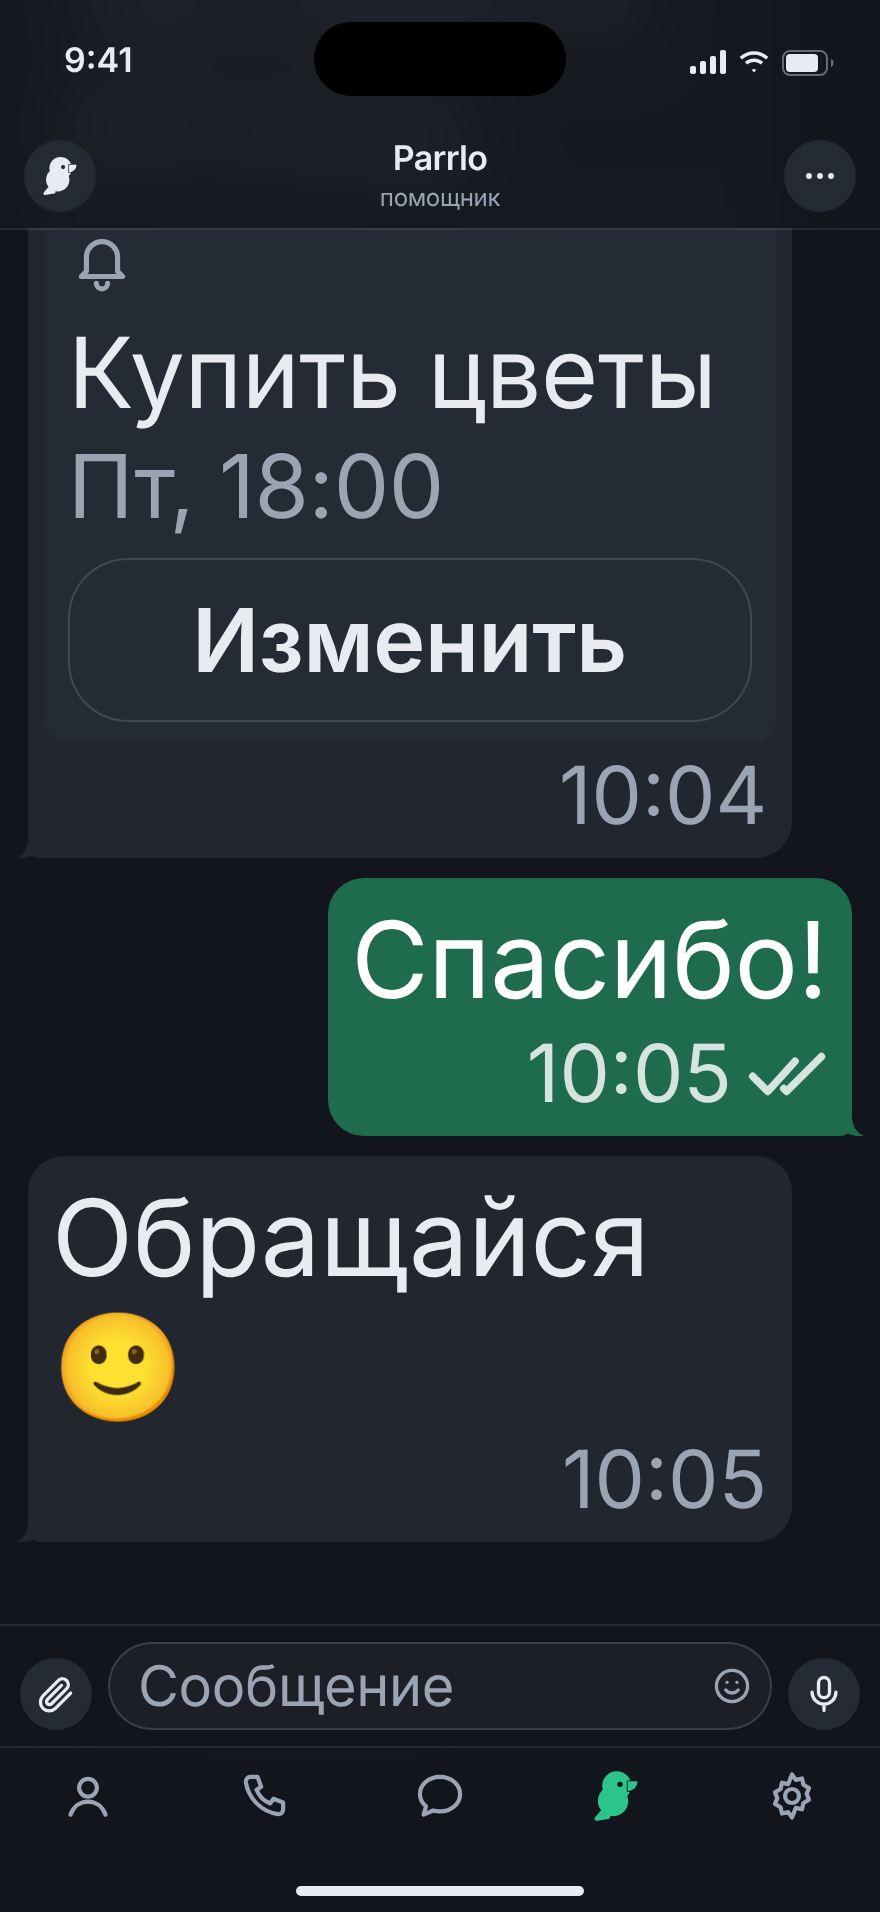 9:41
Parrlo
помощник
Купить цветы
Пт, 18:00
Изменить
10:04
Спасибо!
10:05
Обращайся
🙂
10:05
Сообщение